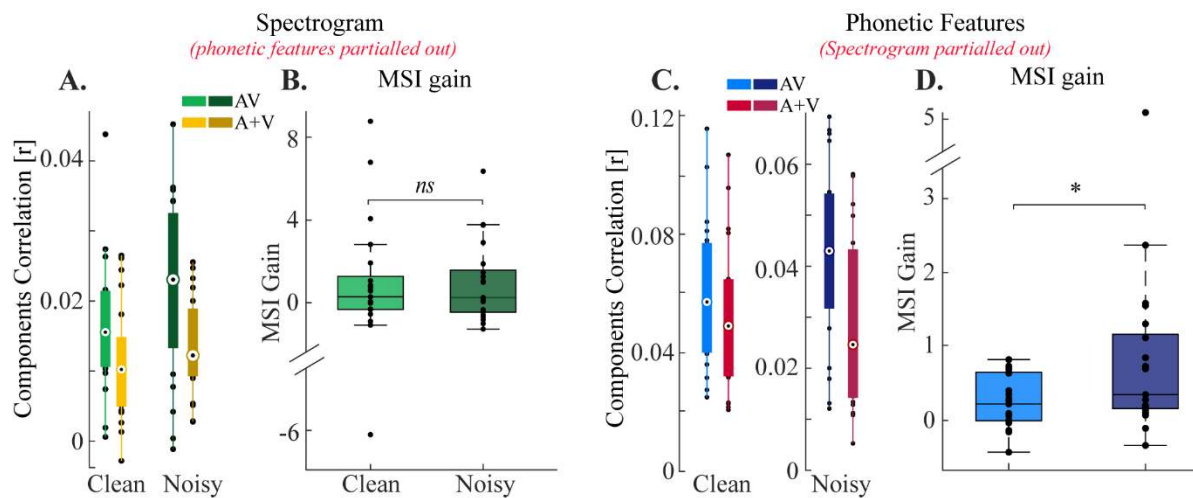 Spectrogram
(phonetic features partialled out)
Phonetic Features
(Spectrogram partialled out)
A.
AV
A+V
Components Correlation [r]
0.04
0.02
0
Clean Noisy
B.
MSI gain
MSI Gain
8
4
0
-6
ns
Clean Noisy
C.
AV
A+V
Components Correlation [r]
0.12
0.08
0.04
0
0.06
0.04
0.02
0
Clean Noisy
D.
MSI gain
MSI Gain
5
3
2
1
0
*
Clean Noisy